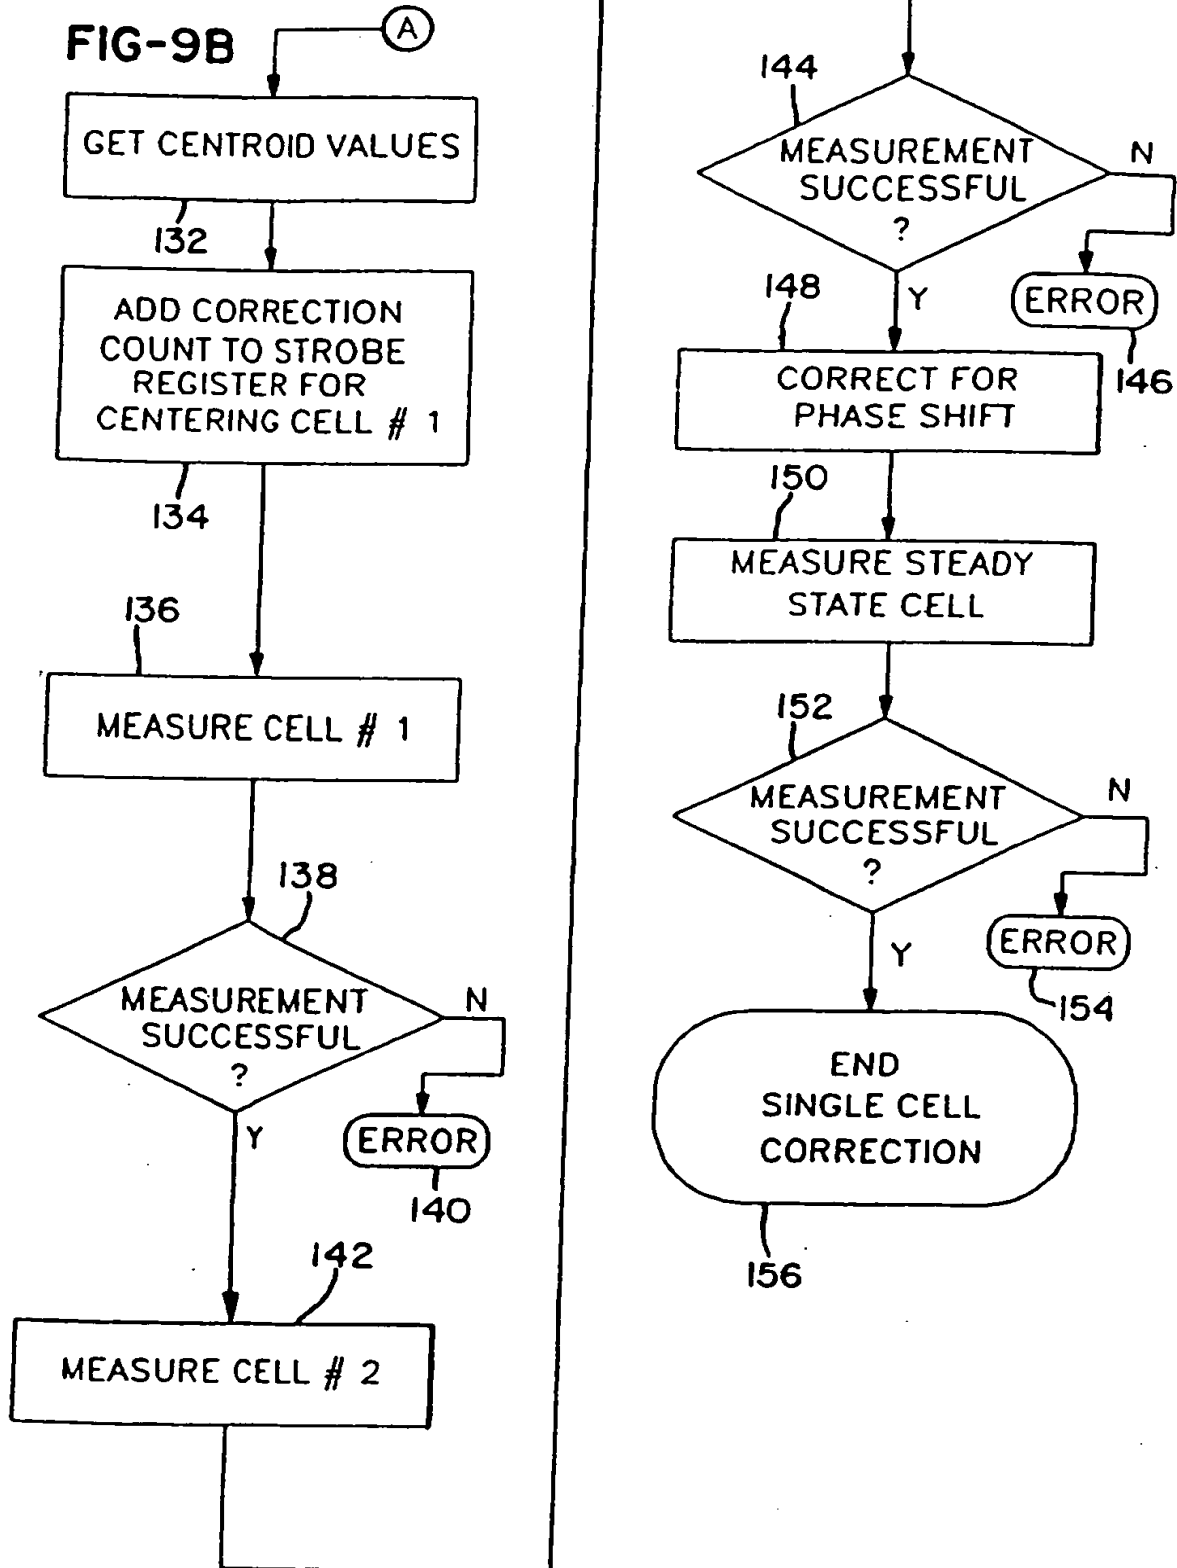 FIG-9B
A
GET CENTROID VALUES
132
ADD CORRECTION
COUNT TO STROBE
REGISTER FOR
CENTERING CELL # 1
134
136
MEASURE CELL # 1
138
MEASUREMENT
SUCCESSFUL
?
N
Y
ERROR
140
142
MEASURE CELL # 2
144
MEASUREMENT
SUCCESSFUL
?
N
Y
ERROR
146
148
CORRECT FOR
PHASE SHIFT
150
MEASURE STEADY
STATE CELL
152
MEASUREMENT
SUCCESSFUL
?
N
Y
ERROR
154
END
SINGLE CELL
CORRECTION
156